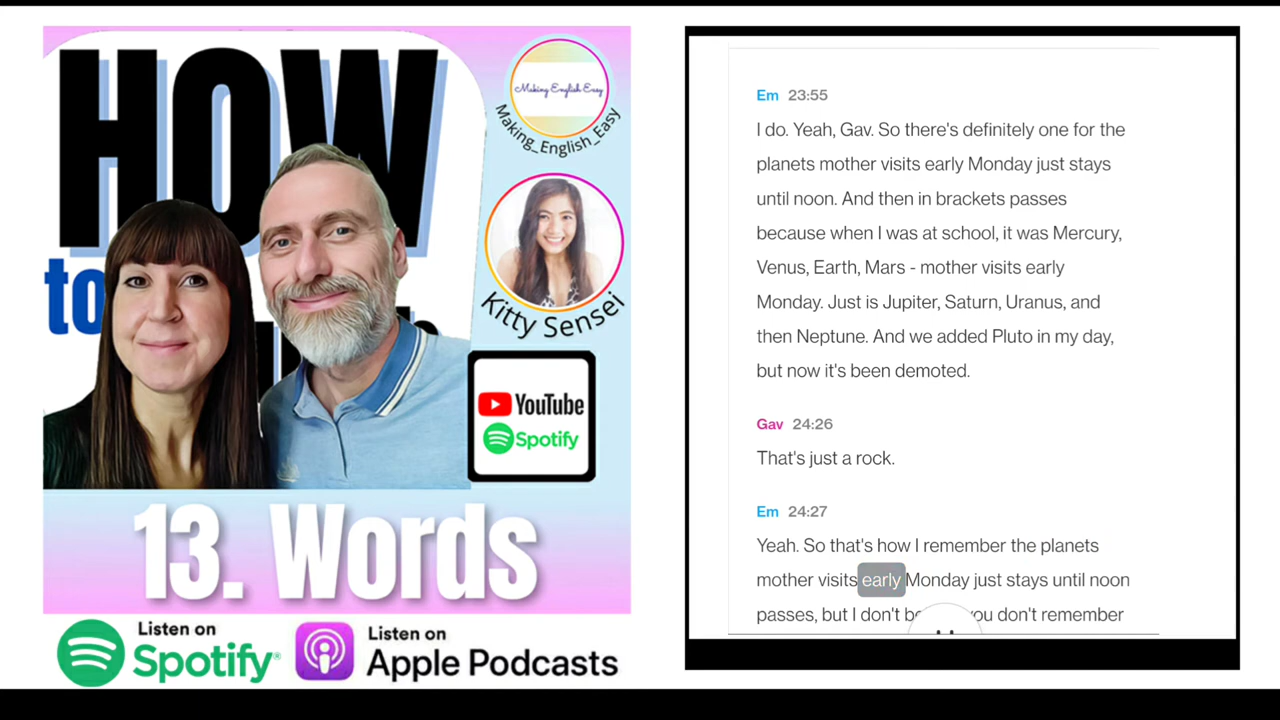 HOW
to
Making English Easy
Making_English_Easy
Kitty Sensei
YouTube
Spotify
13. Words
Listen on
Spotify
Listen on
Apple Podcasts
Em 23:55
I do. Yeah, Gav. So there's definitely one for the
planets mother visits early Monday just stays
until noon. And then in brackets passes
because when I was at school, it was Mercury,
Venus, Earth, Mars - mother visits early
Monday. Just is Jupiter, Saturn, Uranus, and
then Neptune. And we added Pluto in my day,
but now it's been demoted.
Gav 24:26
That's just a rock.
Em 24:27
Yeah. So that's how I remember the planets
mother visits early Monday just stays until noon
passes, but I don't you don't remember